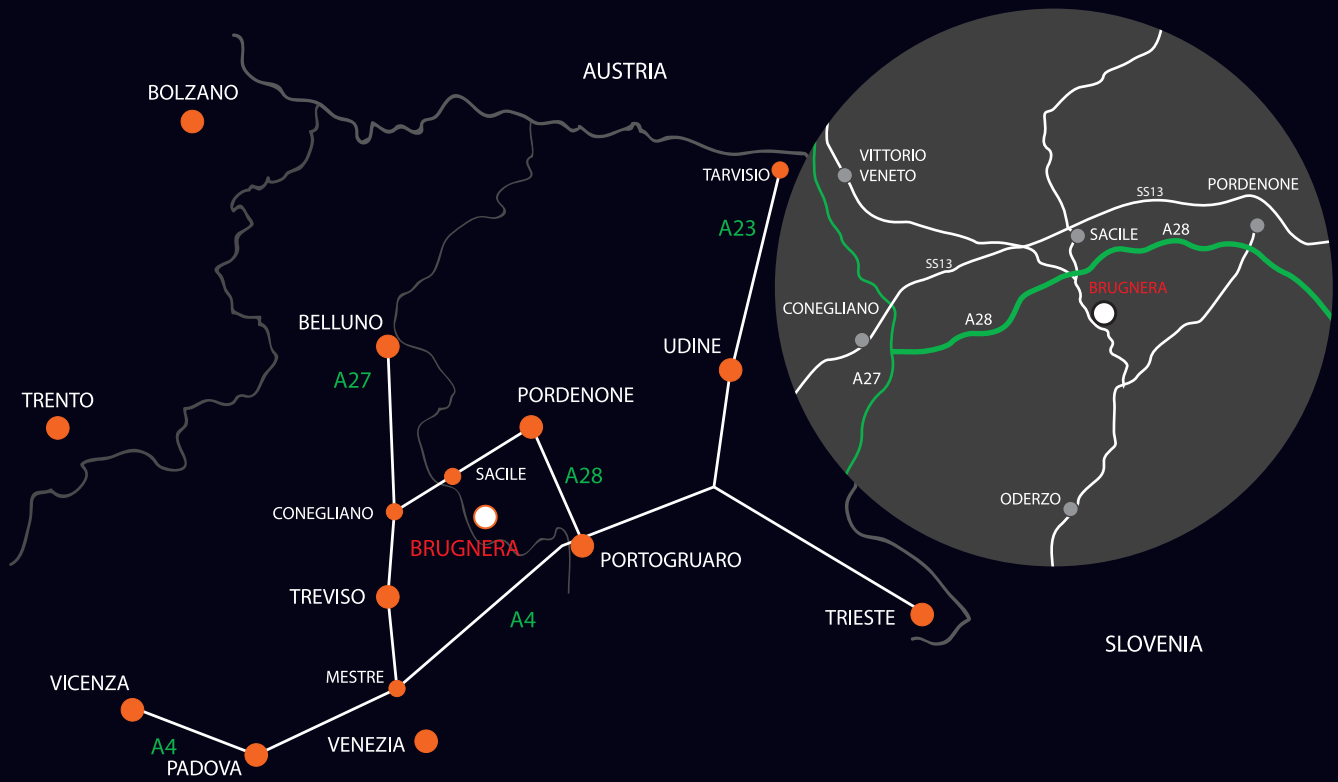 AUSTRIA
BOLZANO
TARVISIO
A23
BELLUNO
A27
UDINE
TRENTO
PORDENONE
SACILE
A28
CONEGLIANO
BRUGNERA
PORTOGRUARO
TREVISO
A4
TRIESTE
SLOVENIA
MESTRE
VICENZA
A4
PADOVA
VENEZIA
VITTORIO
VENETO
SS13
PORDENONE
SACILE
A28
SS13
BRUGNERA
CONEGLIANO
A28
A27
ODERZO